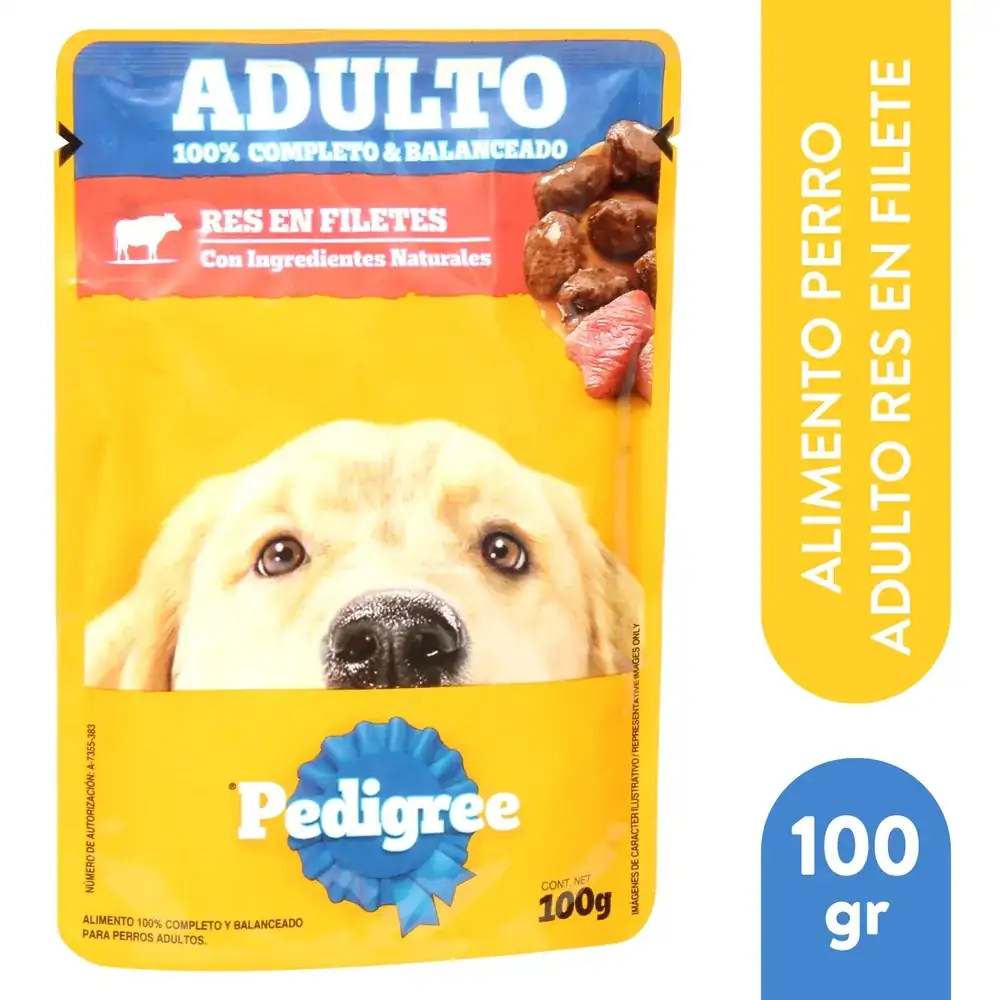 ADULTO
100% COMPLETO & BALANCEADO
RES EN FILETES
Con Ingredientes Naturales
NÚMERO DE AUTORIZACIÓN: A-7355-383
IMÁGENES DE CARACTER ILUSTRATIVO / REPRESENTATIVE IMAGES ONLY
®Pedigree
CONT. NET
100g
ALIMENTO 100% COMPLETO Y BALANCEADO
PARA PERROS ADULTOS.
ALIMENTO PERRO
ADULTO RES EN FILETE
100
gr